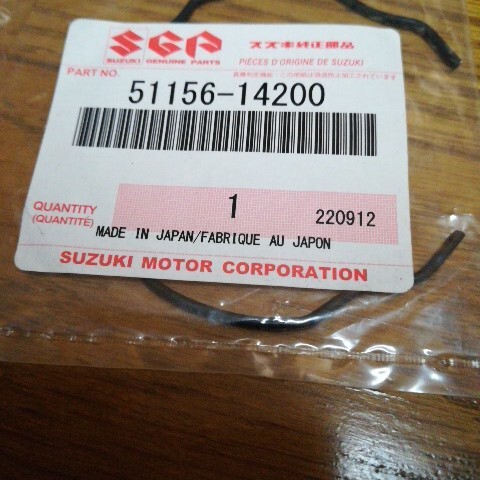 SGP
SUZUKI GENUINE PARTS
スズキ純正部品
PIÈCES D'ORIGINE DE SUZUKI
PART NO.
51156-14200
QUANTITY
(QUANTITÉ)
1
220912
MADE IN JAPAN/FABRIQUE AU JAPON
SUZUKI MOTOR CORPORATION